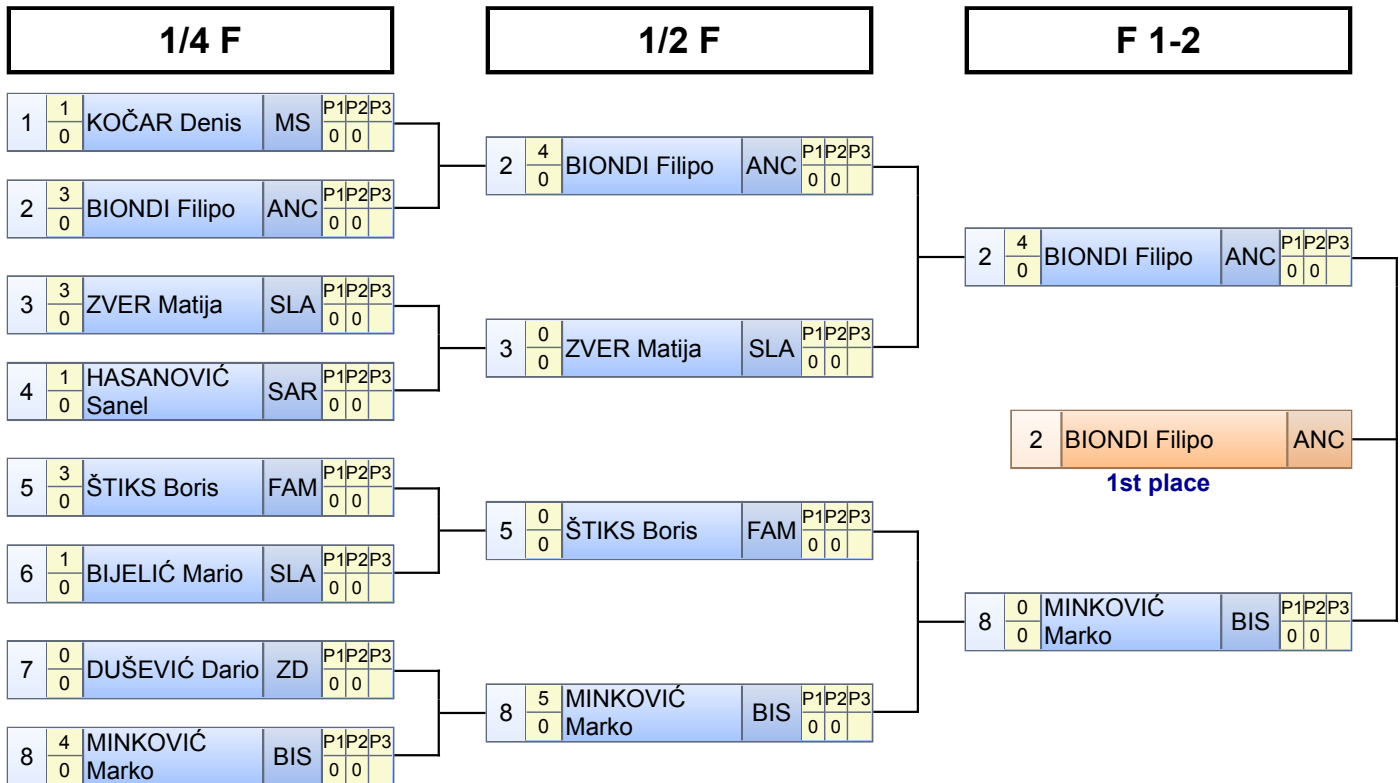 1/4 F
1/2 F
F 1-2
1 1 KOČAR Denis MS P1 P2 P3
0 0 0
2 3 BIONDI Filipo ANC P1 P2 P3
0 0 0
3 3 ZVER Matija SLA P1 P2 P3
0 0 0
4 1 HASANOVIĆ SAR P1 P2 P3
0 Sanel 0 0
5 3 ŠTIKS Boris FAM P1 P2 P3
0 0 0
6 1 BIJELIĆ Mario SLA P1 P2 P3
0 0 0
7 0 DUŠEVIĆ Dario ZD P1 P2 P3
0 0 0
8 4 MINKOVIĆ BIS P1 P2 P3
0 Marko 0 0
2 4 BIONDI Filipo ANC P1 P2 P3
0 0 0
3 0 ZVER Matija SLA P1 P2 P3
0 0 0
5 0 ŠTIKS Boris FAM P1 P2 P3
0 0 0
8 5 MINKOVIĆ BIS P1 P2 P3
0 Marko 0 0
2 4 BIONDI Filipo ANC P1 P2 P3
0 0 0
2 BIONDI Filipo ANC
1st place
8 0 MINKOVIĆ BIS P1 P2 P3
0 Marko 0 0